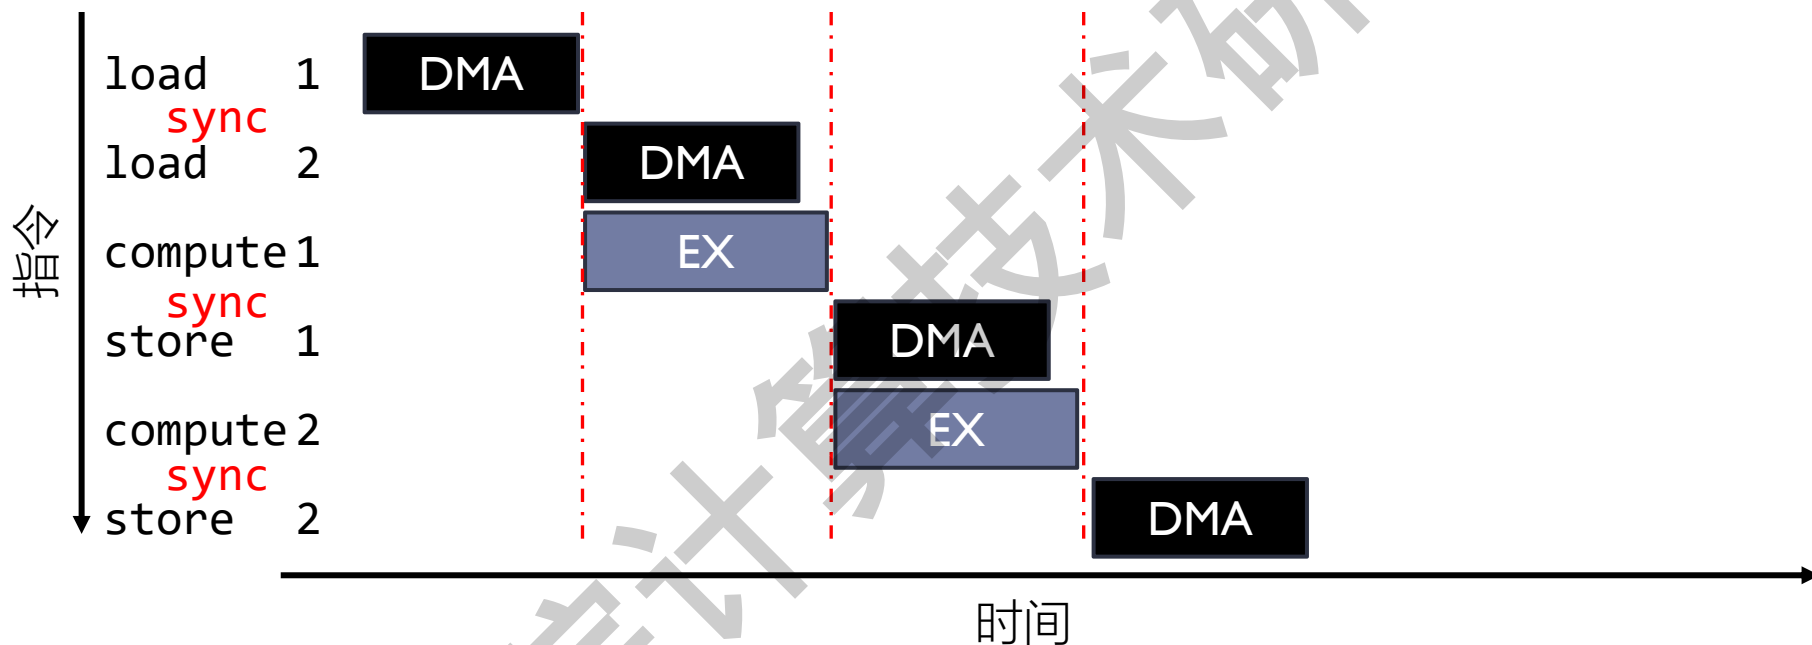 load 1 DMA
sync
load 2 DMA
compute 1 EX
sync
store 1 DMA
compute 2 EX
sync
store 2 DMA
指令
时间
计算技术研